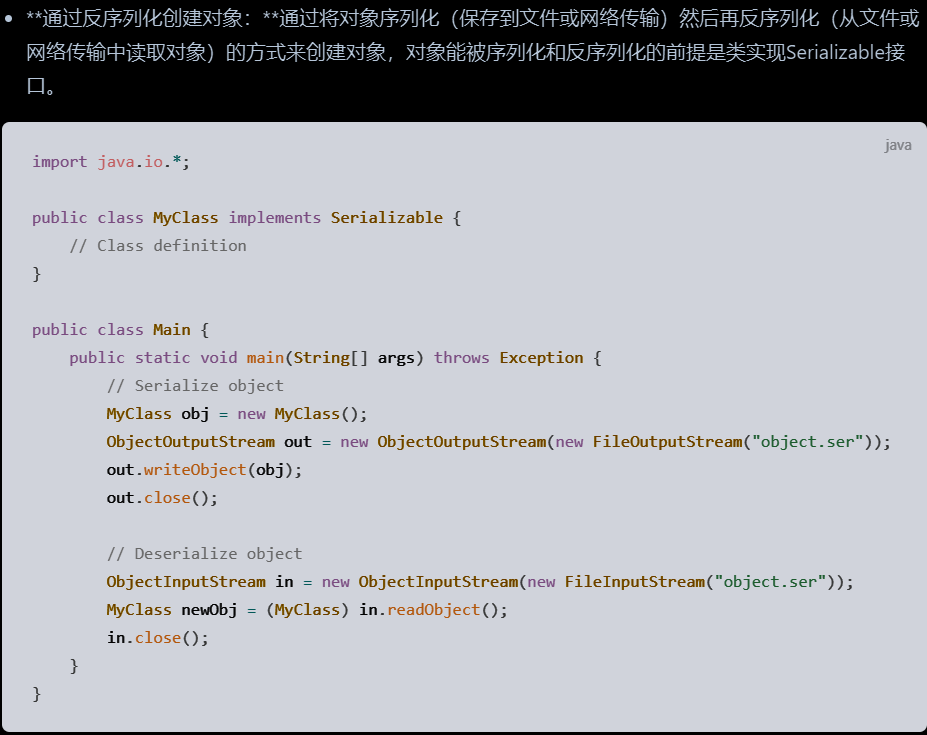 • **通过反序列化创建对象：**通过将对象序列化（保存到文件或网络传输）然后再反序列化（从文件或
网络传输中读取对象）的方式来创建对象，对象能被序列化和反序列化的前提是类实现Serializable接
口。
java
import java.io.*;
public class MyClass implements Serializable {
    // Class definition
}
public class Main {
    public static void main(String[] args) throws Exception {
        // Serialize object
        MyClass obj = new MyClass();
        ObjectOutputStream out = new ObjectOutputStream(new FileOutputStream("object.ser"));
        out.writeObject(obj);
        out.close();
        // Deserialize object
        ObjectInputStream in = new ObjectInputStream(new FileInputStream("object.ser"));
        MyClass newObj = (MyClass) in.readObject();
        in.close();
    }
}